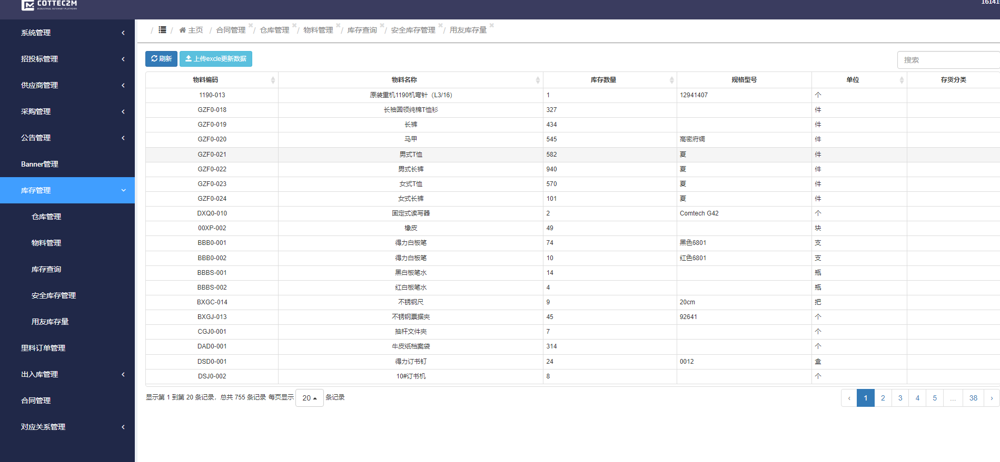 COTTEC2M
INDUSTRIAL INTERNET PLATFORM
系统管理
招投标管理
供应商管理
采购管理
公告管理
Banner管理
库存管理
仓库管理
物料管理
库存查询
安全库存管理
用友库存量
里料订单管理
出入库管理
合同管理
对应关系管理
/ / 主页 / 合同管理 / 仓库管理 / 物料管理 / 库存查询 / 安全库存管理 / 用友库存量
刷新 上传excle更新数据 搜索
物料编码 物料名称 库存数量 规格型号 单位 存货分类
1190-013 原装重机1190机弯针（L3/16） 1 12941407 个
GZF0-018 长袖圆领纯棉T恤衫 327 件
GZF0-019 长裤 434 件
GZF0-020 马甲 545 高密府绸 件
GZF0-021 男式T恤 582 夏 件
GZF0-022 男式长裤 940 夏 件
GZF0-023 女式T恤 570 夏 件
GZF0-024 女式长裤 101 夏 件
DXQ0-010 固定式读写器 2 Comtech G42 个
00XP-002 橡皮 49 块
BBB0-001 得力白板笔 74 黑色6801 支
BBB0-002 得力白板笔 10 红色6801 支
BBBS-001 黑白板笔水 14 瓶
BBBS-002 红白板笔水 4 瓶
BXGC-014 不锈钢尺 9 20cm 把
BXGJ-013 不锈钢票据夹 45 92641 个
CGJ0-001 抽杆文件夹 7 个
DAD0-001 牛皮纸档案袋 314 个
DSD0-001 得力订书钉 24 0012 盒
DSJ0-002 10#订书机 8 个
显示第 1 到第 20 条记录，总共 755 条记录 每页显示 20 条记录 ‹ 1 2 3 4 5 ... 38 ›